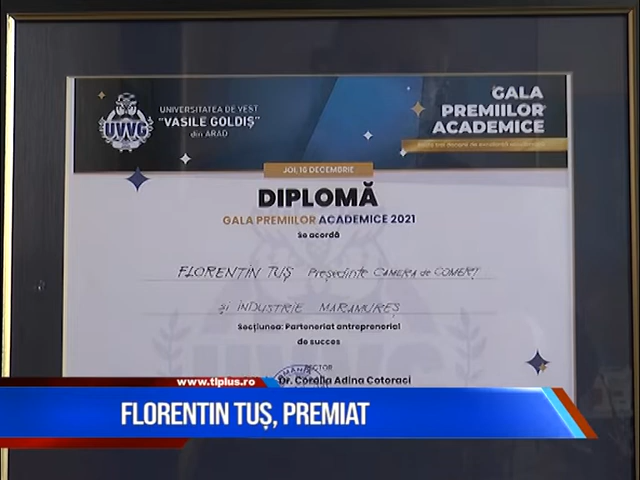 UVVG
UNIVERSITATEA DE VEST
"VASILE GOLDIȘ"
din ARAD
GALA
PREMIILOR
ACADEMICE
JOI, 16 DECEMBRIE
DIPLOMĂ
GALA PREMIILOR ACADEMICE 2021
Se acordă
FLORENTIN TUȘ Președinte CAMERA de COMERȚ
și INDUSTRIE MARAMUREȘ
Secțiunea: Parteneriat antreprenorial
de succes
RECTOR
Dr. Coralia Adina Cotoraci
www.tlplus.ro
FLORENTIN TUȘ, PREMIAT